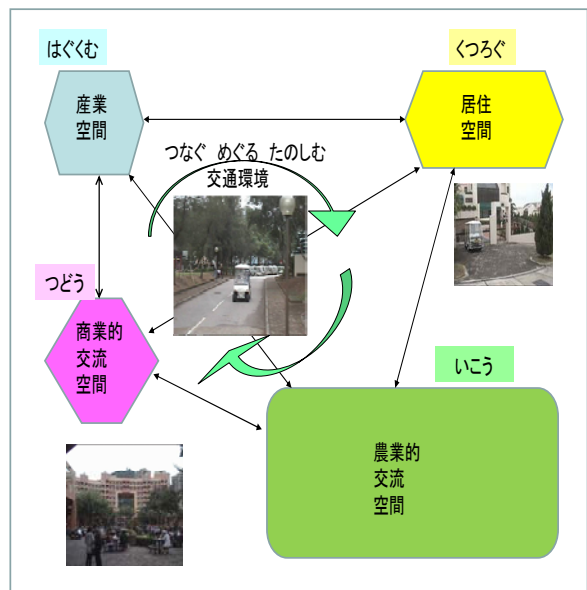 はぐくむ
くつろぐ
産業
空間
居住
空間
つなぐ めぐる たのしむ
交通環境
つどう
商業的
交流
空間
いこう
農業的
交流
空間